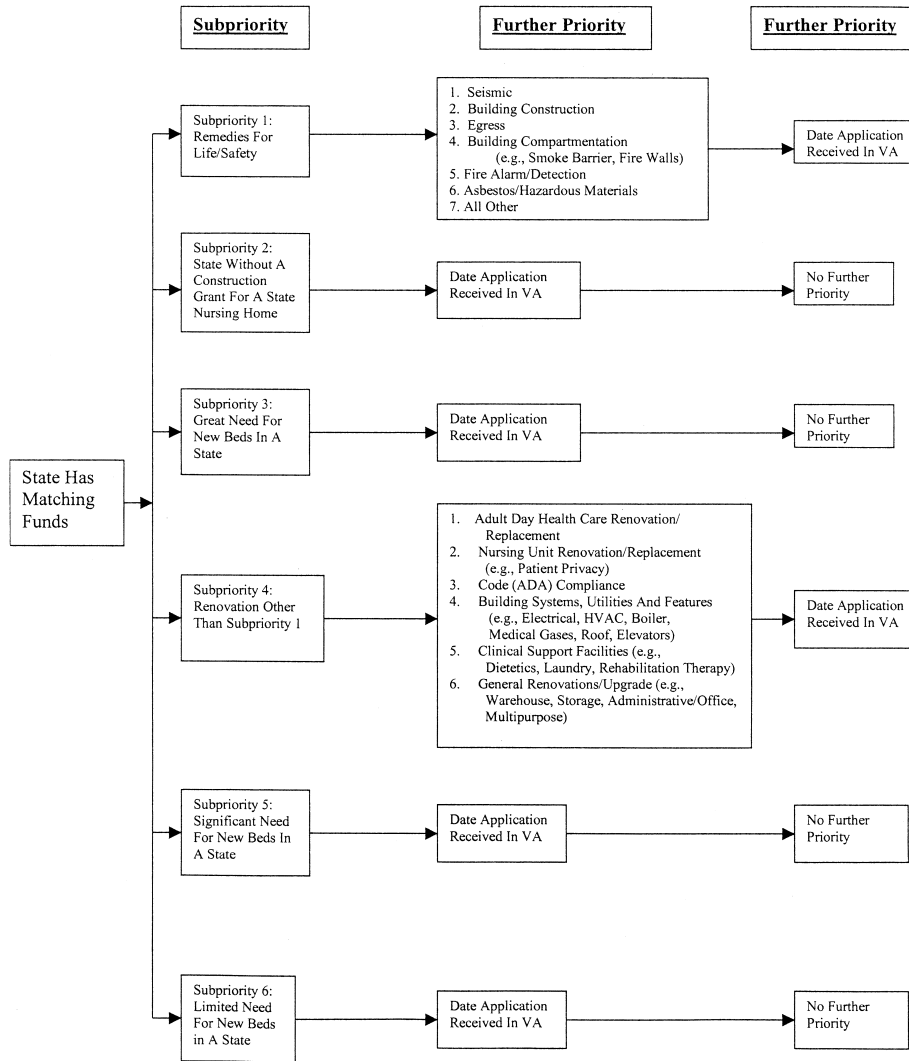 Subpriority
Further Priority
Further Priority
State Has
Matching
Funds
Subpriority 1:
Remedies For
Life/Safety
1. Seismic
2. Building Construction
3. Egress
4. Building Compartmentation
(e.g., Smoke Barrier, Fire Walls)
5. Fire Alarm/Detection
6. Asbestos/Hazardous Materials
7. All Other
Date Application
Received In VA
Subpriority 2:
State Without A
Construction
Grant For A State
Nursing Home
Date Application
Received In VA
No Further
Priority
Subpriority 3:
Great Need For
New Beds In A
State
Date Application
Received In VA
No Further
Priority
Subpriority 4:
Renovation Other
Than Subpriority 1
1. Adult Day Health Care Renovation/
Replacement
2. Nursing Unit Renovation/Replacement
(e.g., Patient Privacy)
3. Code (ADA) Compliance
4. Building Systems, Utilities And Features
(e.g., Electrical, HVAC, Boiler,
Medical Gases, Roof, Elevators)
5. Clinical Support Facilities (e.g.,
Dietetics, Laundry, Rehabilitation Therapy)
6. General Renovations/Upgrade (e.g.,
Warehouse, Storage, Administrative/Office,
Multipurpose)
Date Application
Received In VA
Subpriority 5:
Significant Need
For New Beds In
A State
Date Application
Received In VA
No Further
Priority
Subpriority 6:
Limited Need
For New Beds
in A State
Date Application
Received In VA
No Further
Priority